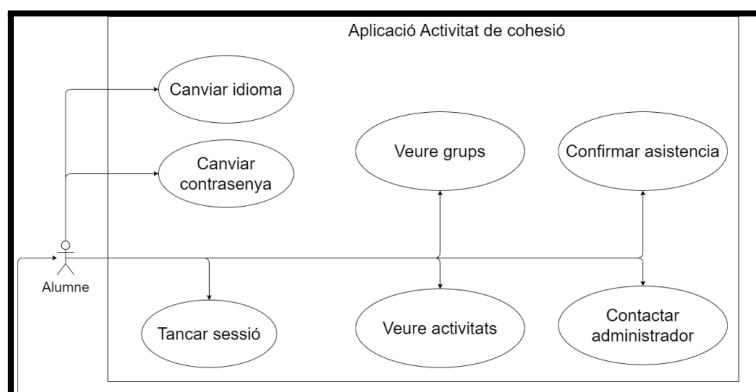 Aplicació Activitat de cohesió
Canviar idioma
Canviar
contrasenya
Veure grups
Confirmar asistencia
Alumne
Tancar sessió
Veure activitats
Contactar
administrador